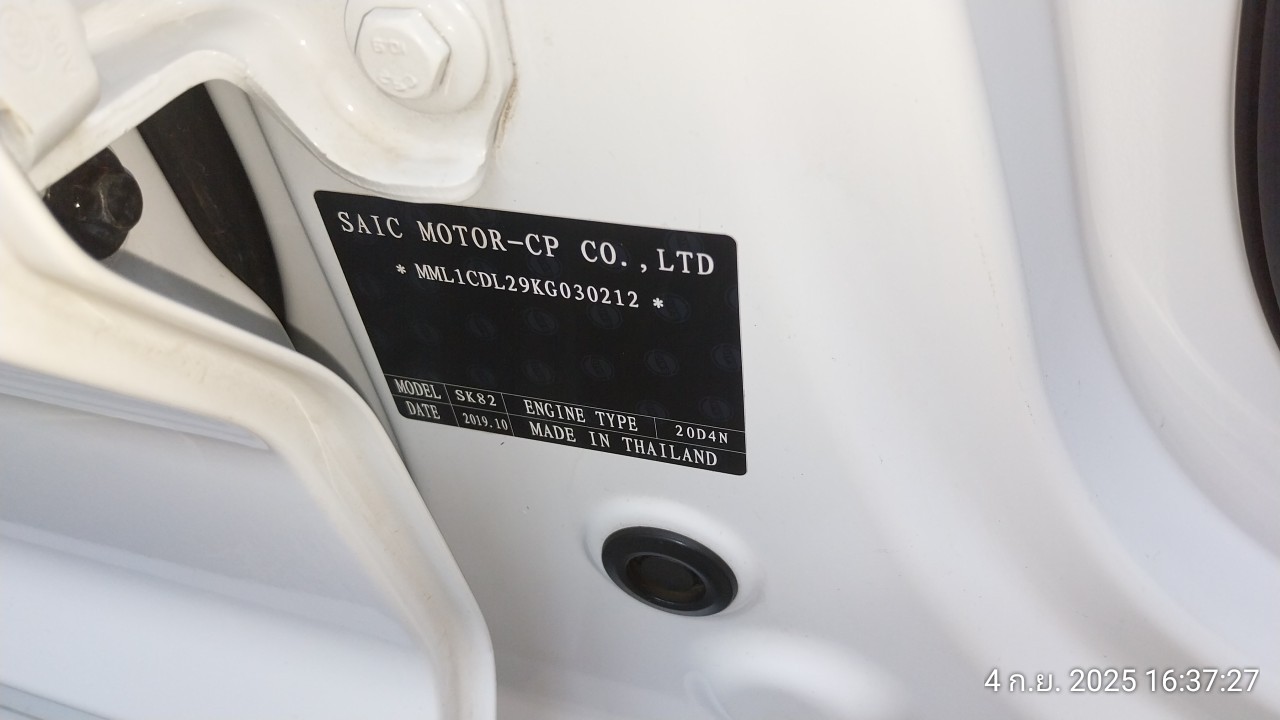 SAIC MOTOR-CP CO.,LTD
* MML1CDL29KG030212 *
MODEL SK82 ENGINE TYPE 20D4N
DATE 2019.10 MADE IN THAILAND
4 ก.ย. 2025 16:37:27